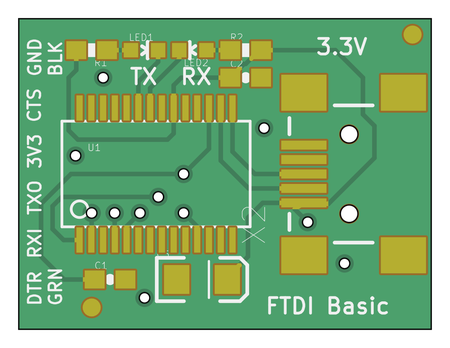 LED1
R2
3.3V
GND
BLK
R1
LED2
TX
RX
C2
CTS
3V3
U1
TXO
X2
RXI
C1
DTR
GRN
FTDI Basic